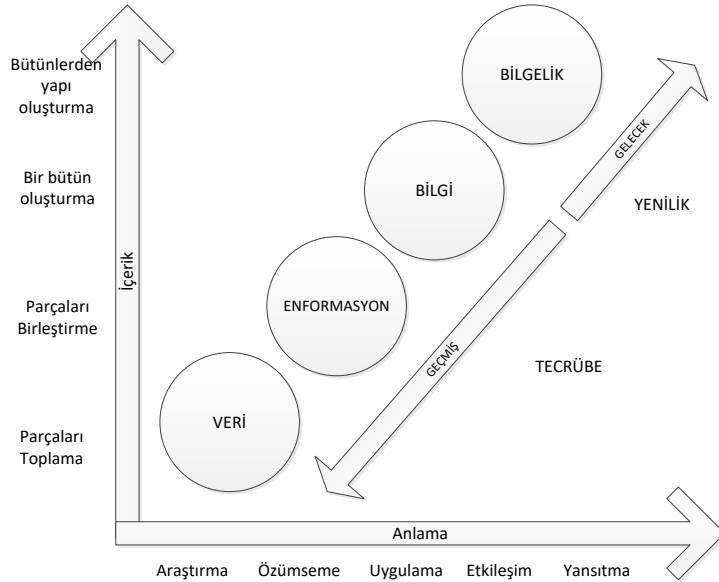 Bütünlerden
yapı
oluşturma
BİLGELİK
GELECEK
Bir bütün
oluşturma
BİLGİ
YENİLİK
İçerik
Parçaları
Birleştirme
ENFORMASYON
GEÇMİŞ
TECRÜBE
Parçaları
Toplama
VERİ
Anlama
Araştırma Özümseme Uygulama Etkileşim Yansıtma